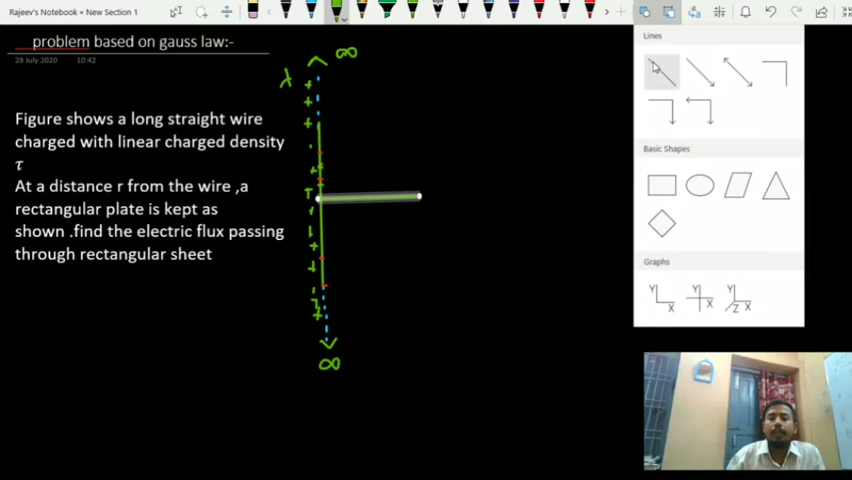 Rajeev's Notebook » New Section 1
problem based on gauss law:-
28 July 2020 10:42
∞
λ
Figure shows a long straight wire
charged with linear charged density
τ
At a distance r from the wire ,a
rectangular plate is kept as
shown .find the electric flux passing
through rectangular sheet
∞
Lines
Basic Shapes
Graphs
Y X Y X Y Z X